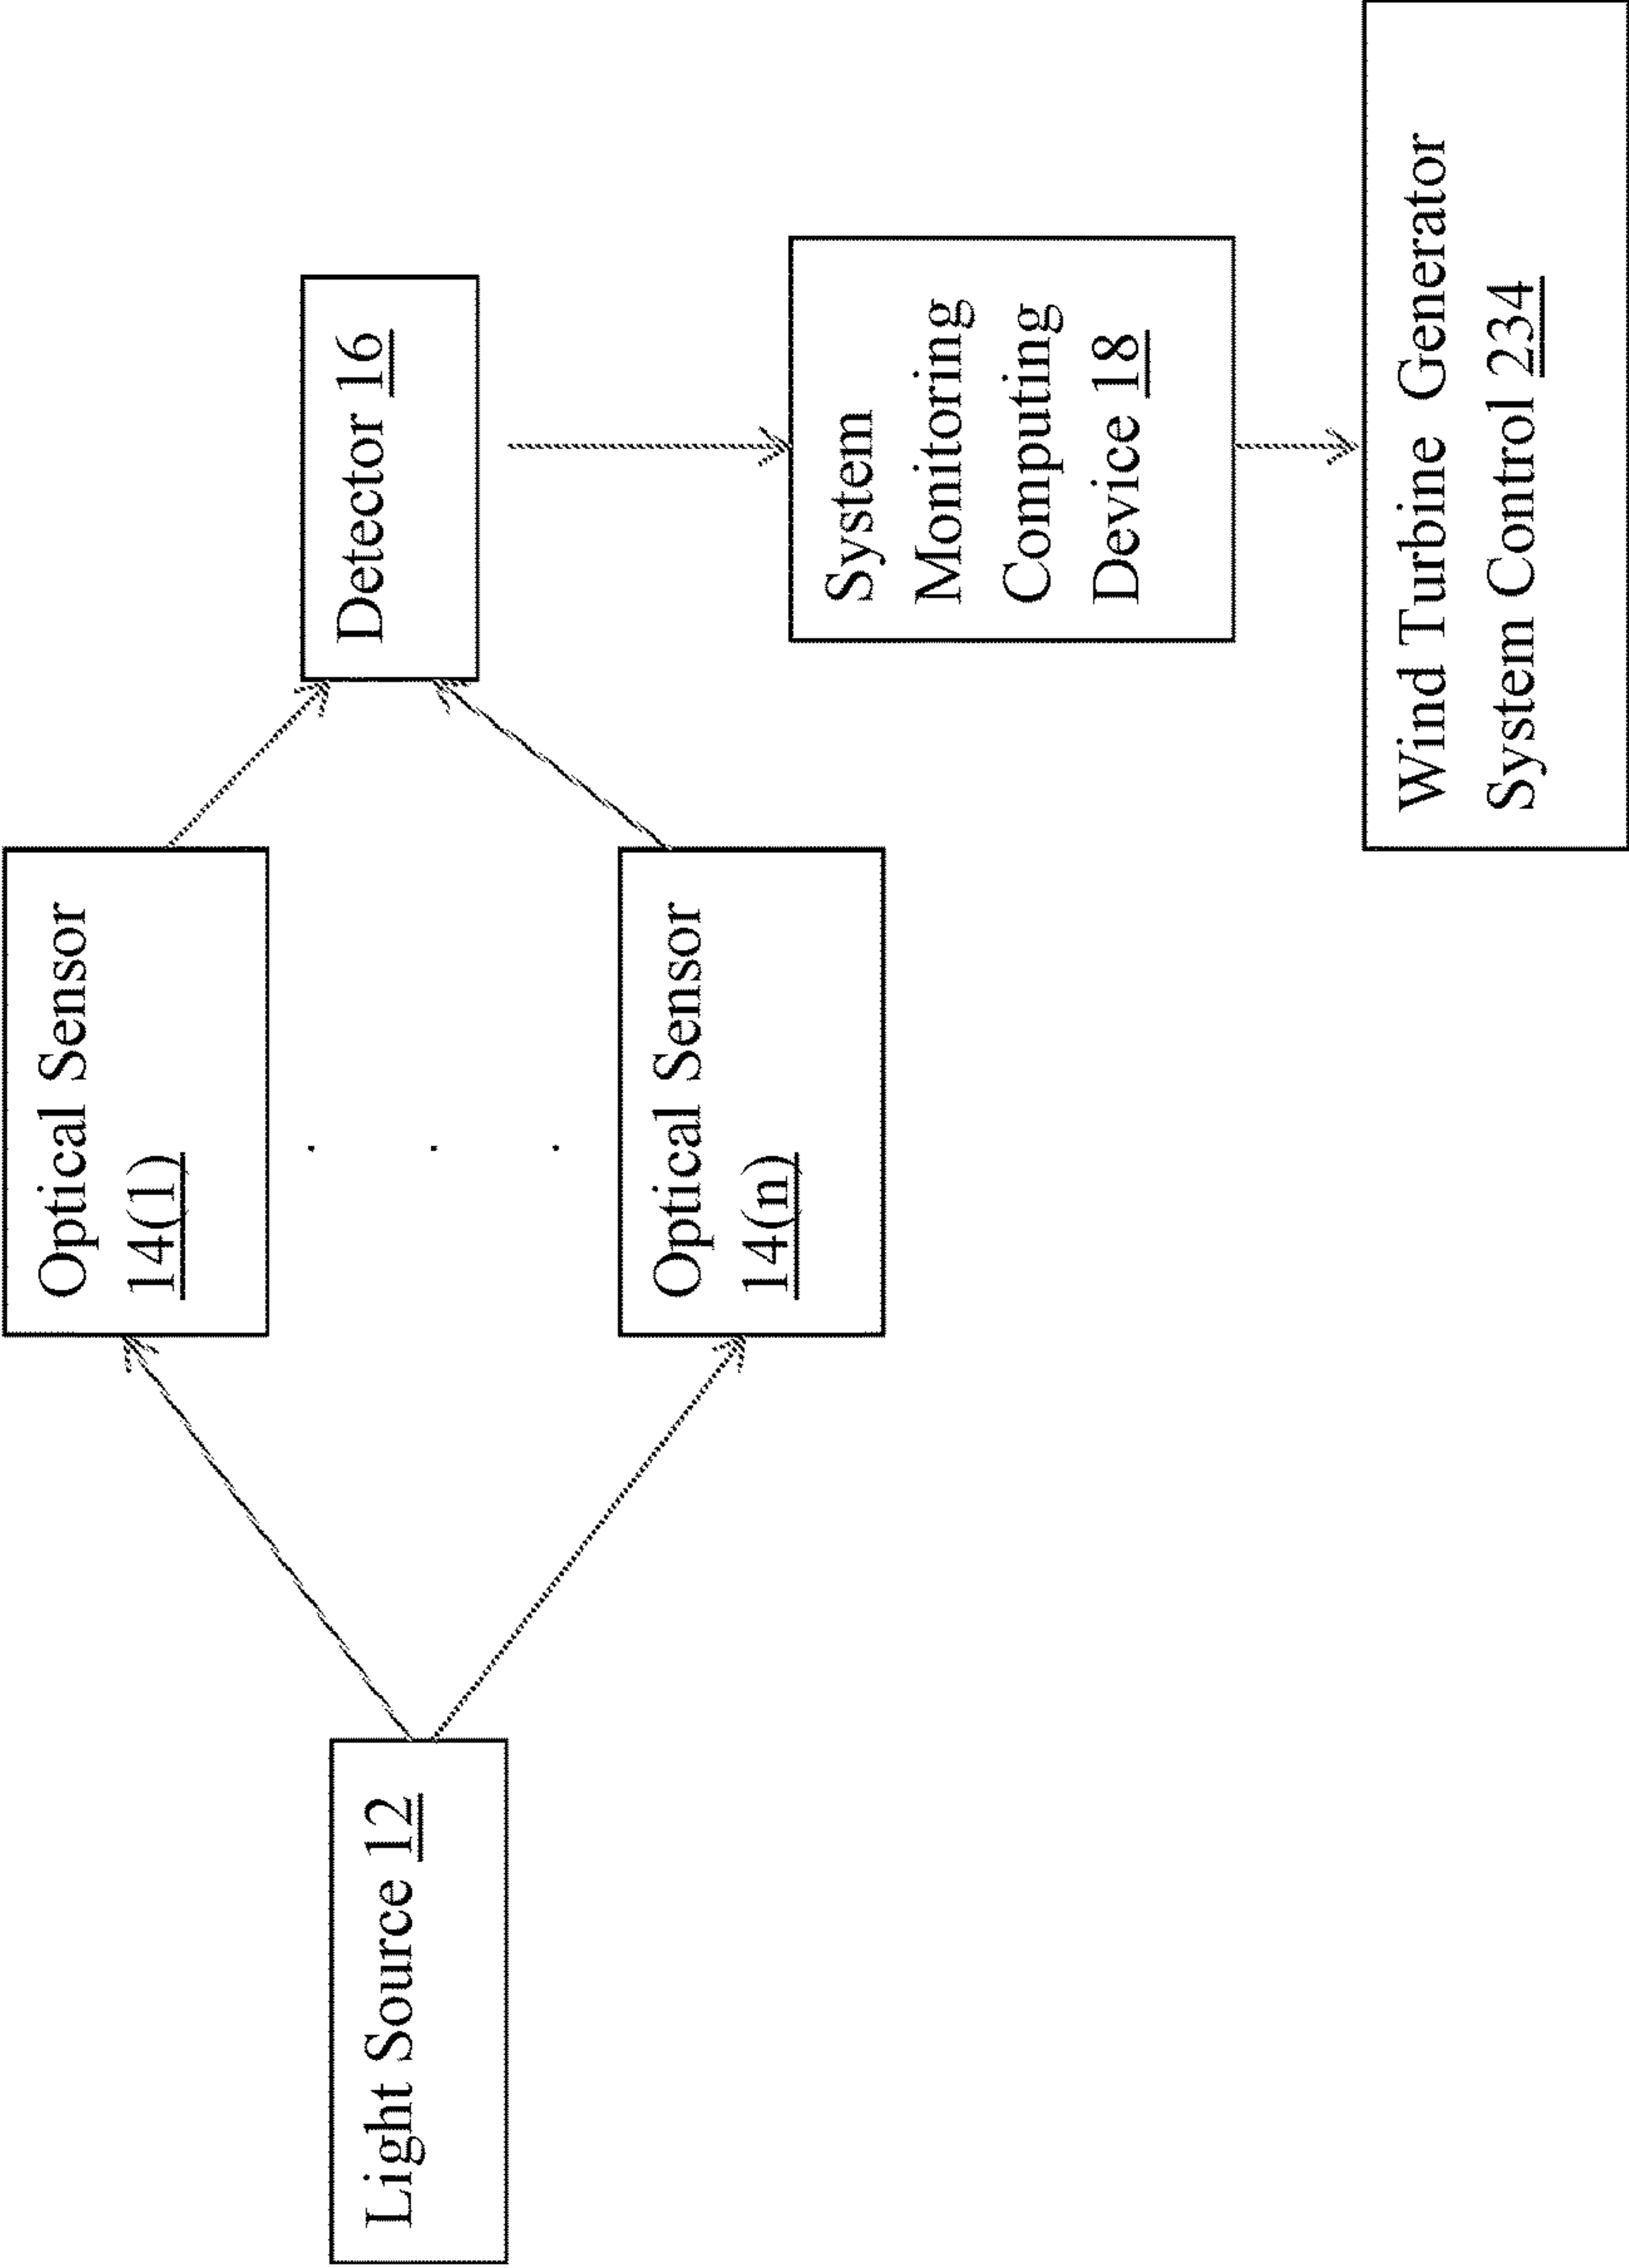 Light Source 12
Optical Sensor
14(1)
Optical Sensor
14(n)
Detector 16
System
Monitoring
Computing
Device 18
Wind Turbine Generator
System Control 234